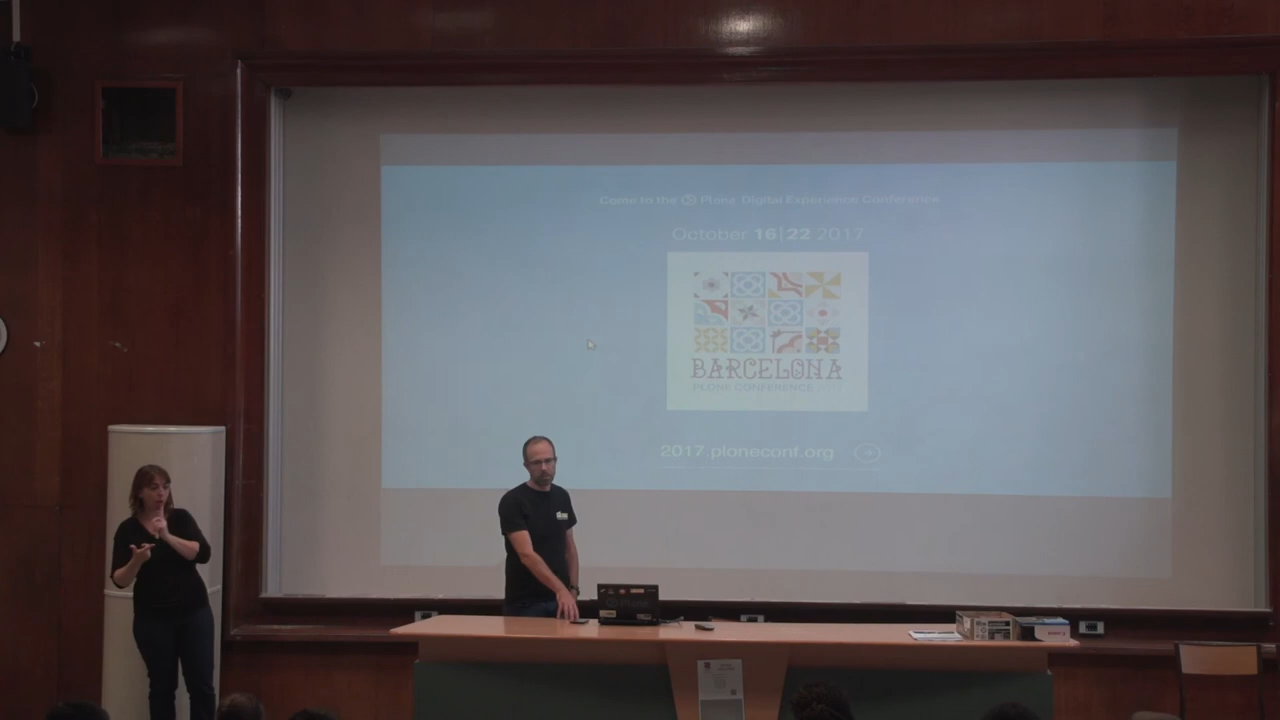 Come to the Plone Digital Experience Conference
October 16|22 2017
BARCELONA
PLONE CONFERENCE
2017.ploneconf.org